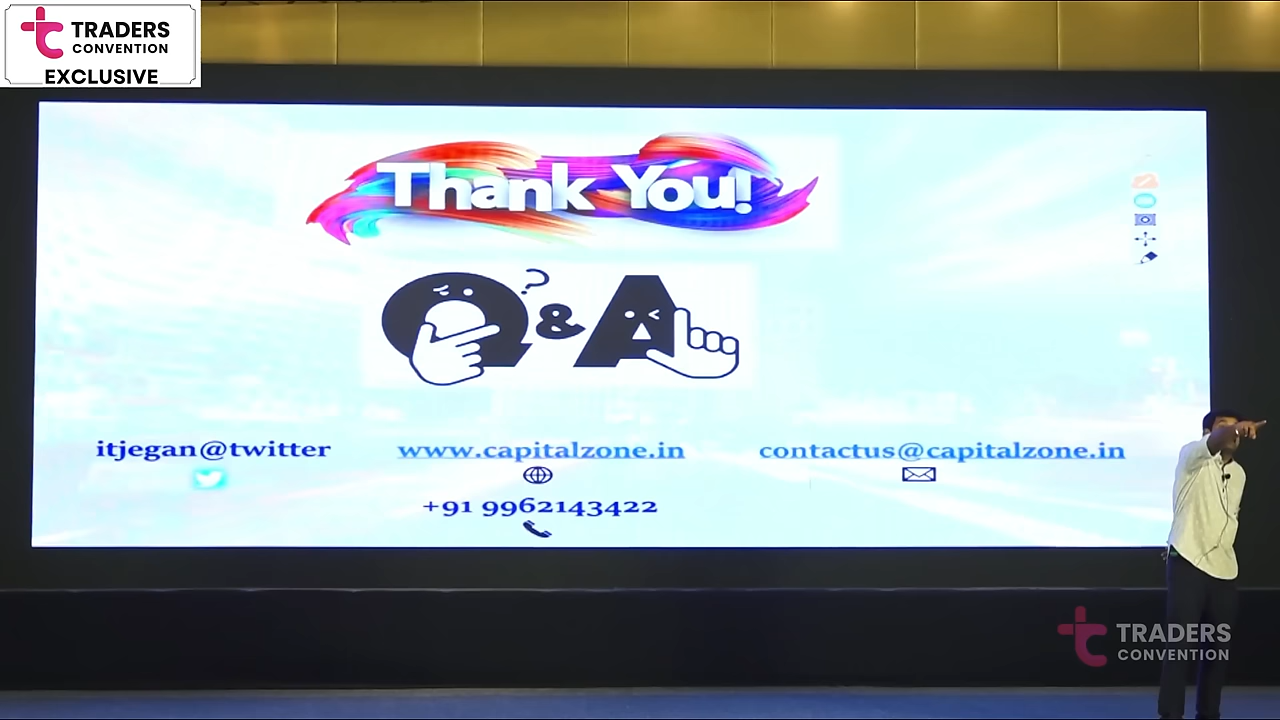 TRADERS
CONVENTION
EXCLUSIVE
Thank You!
Q & A
?
itjegan@twitter
www.capitalzone.in
contactus@capitalzone.in
+91 9962143422
TRADERS
CONVENTION